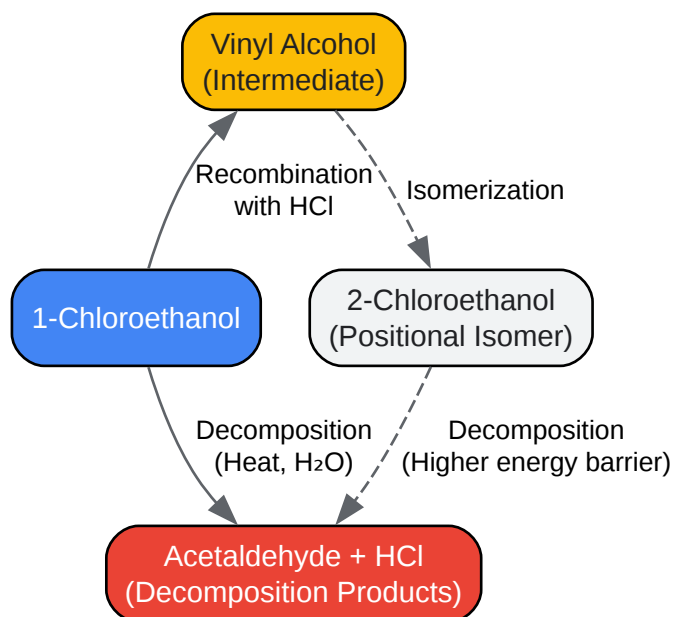 Vinyl Alcohol
(Intermediate)
Recombination
with HCl
Isomerization
1-Chloroethanol
2-Chloroethanol
(Positional Isomer)
Decomposition
(Heat, H₂O)
Decomposition
(Higher energy barrier)
Acetaldehyde + HCl
(Decomposition Products)